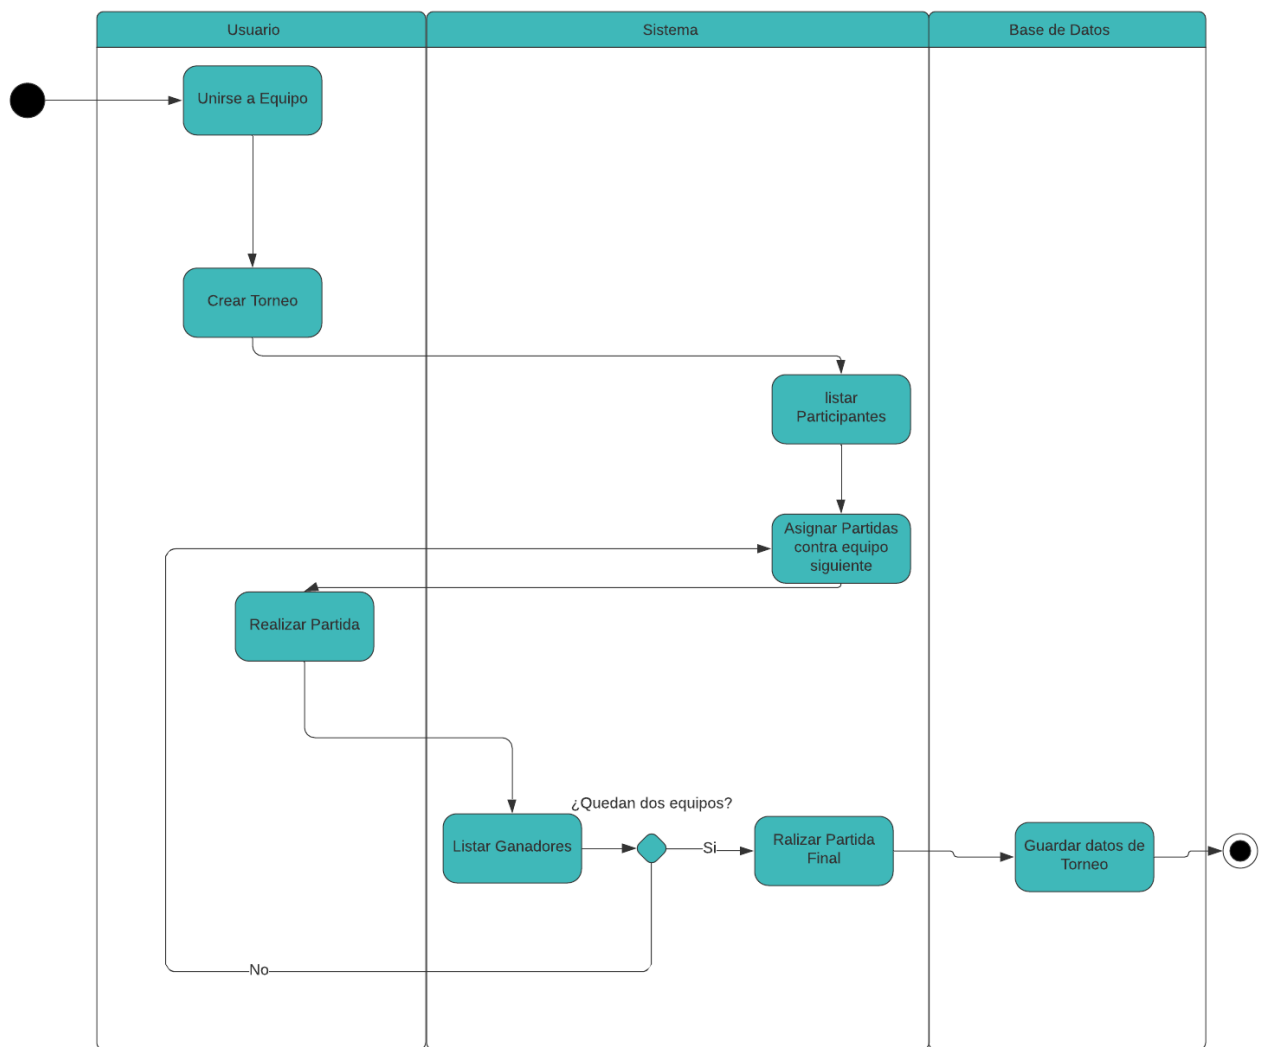 Usuario
Sistema
Base de Datos
Unirse a Equipo
Crear Torneo
listar
Participantes
Asignar Partidas
contra equipo
siguiente
Realizar Partida
¿Quedan dos equipos?
Listar Ganadores
Si
Ralizar Partida
Final
Guardar datos de
Torneo
No